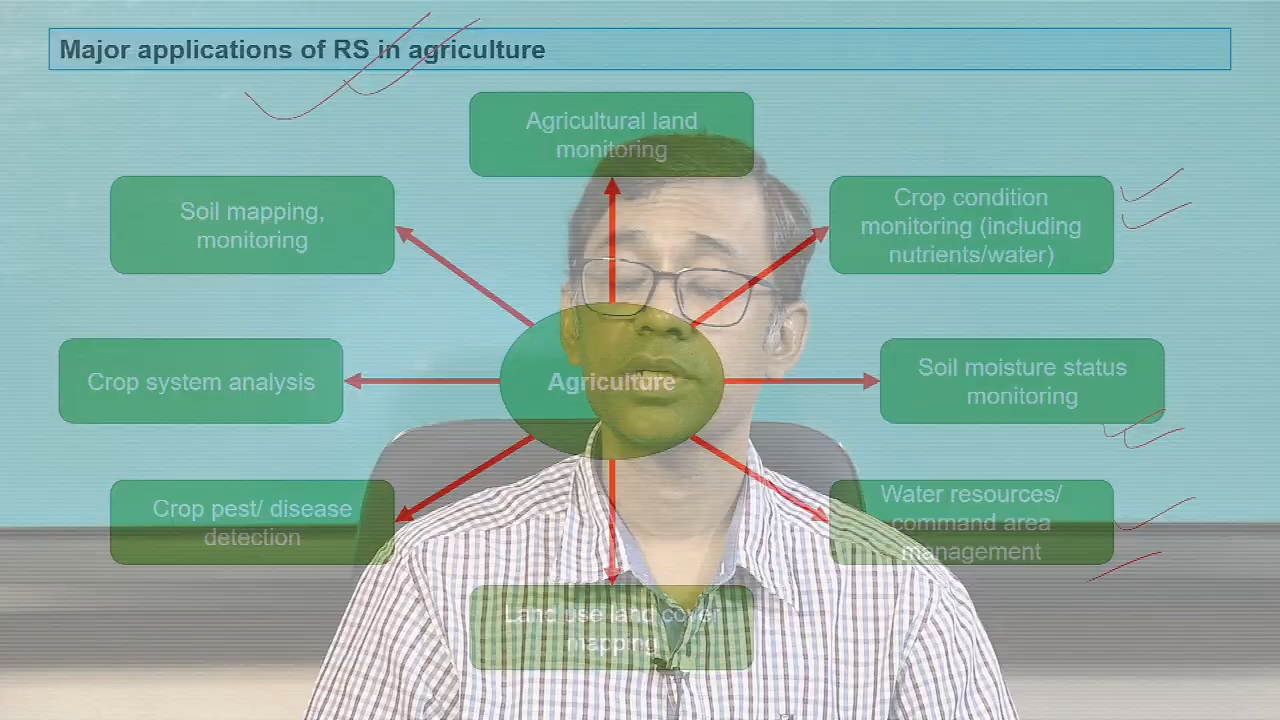 Major applications of RS in agriculture
Agricultural land
monitoring
Soil mapping,
monitoring
Crop condition
monitoring (including
nutrients/water)
Crop system analysis
Agriculture
Soil moisture status
monitoring
Crop pest/ disease
detection
Water resources/
command area
management
Land use land cover
mapping